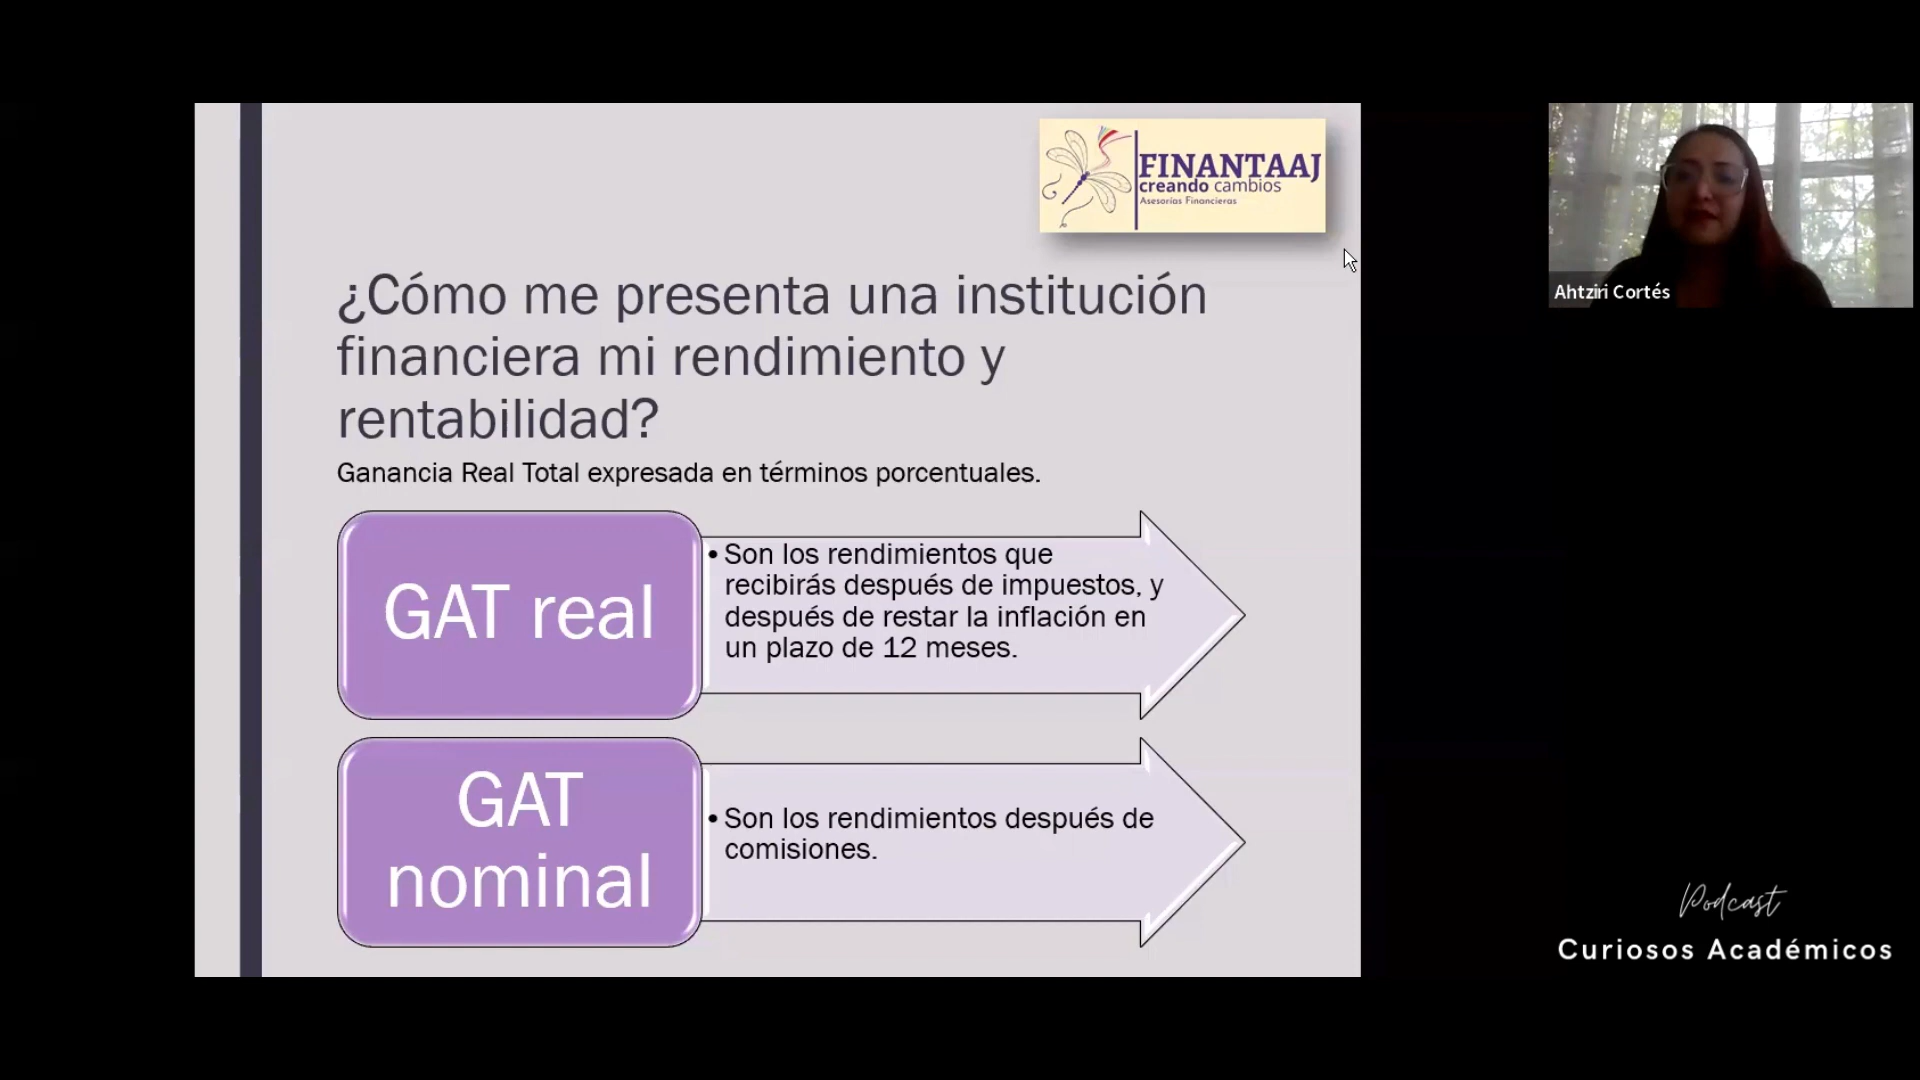 FINANTAAJ
creando cambios
Asesorías Financieras
¿Cómo me presenta una institución
financiera mi rendimiento y
rentabilidad?
Ganancia Real Total expresada en términos porcentuales.
GAT real
• Son los rendimientos que
recibirás después de impuestos, y
después de restar la inflación en
un plazo de 12 meses.
GAT
nominal
• Son los rendimientos después de
comisiones.
Ahtziri Cortés
Podcast
Curiosos Académicos